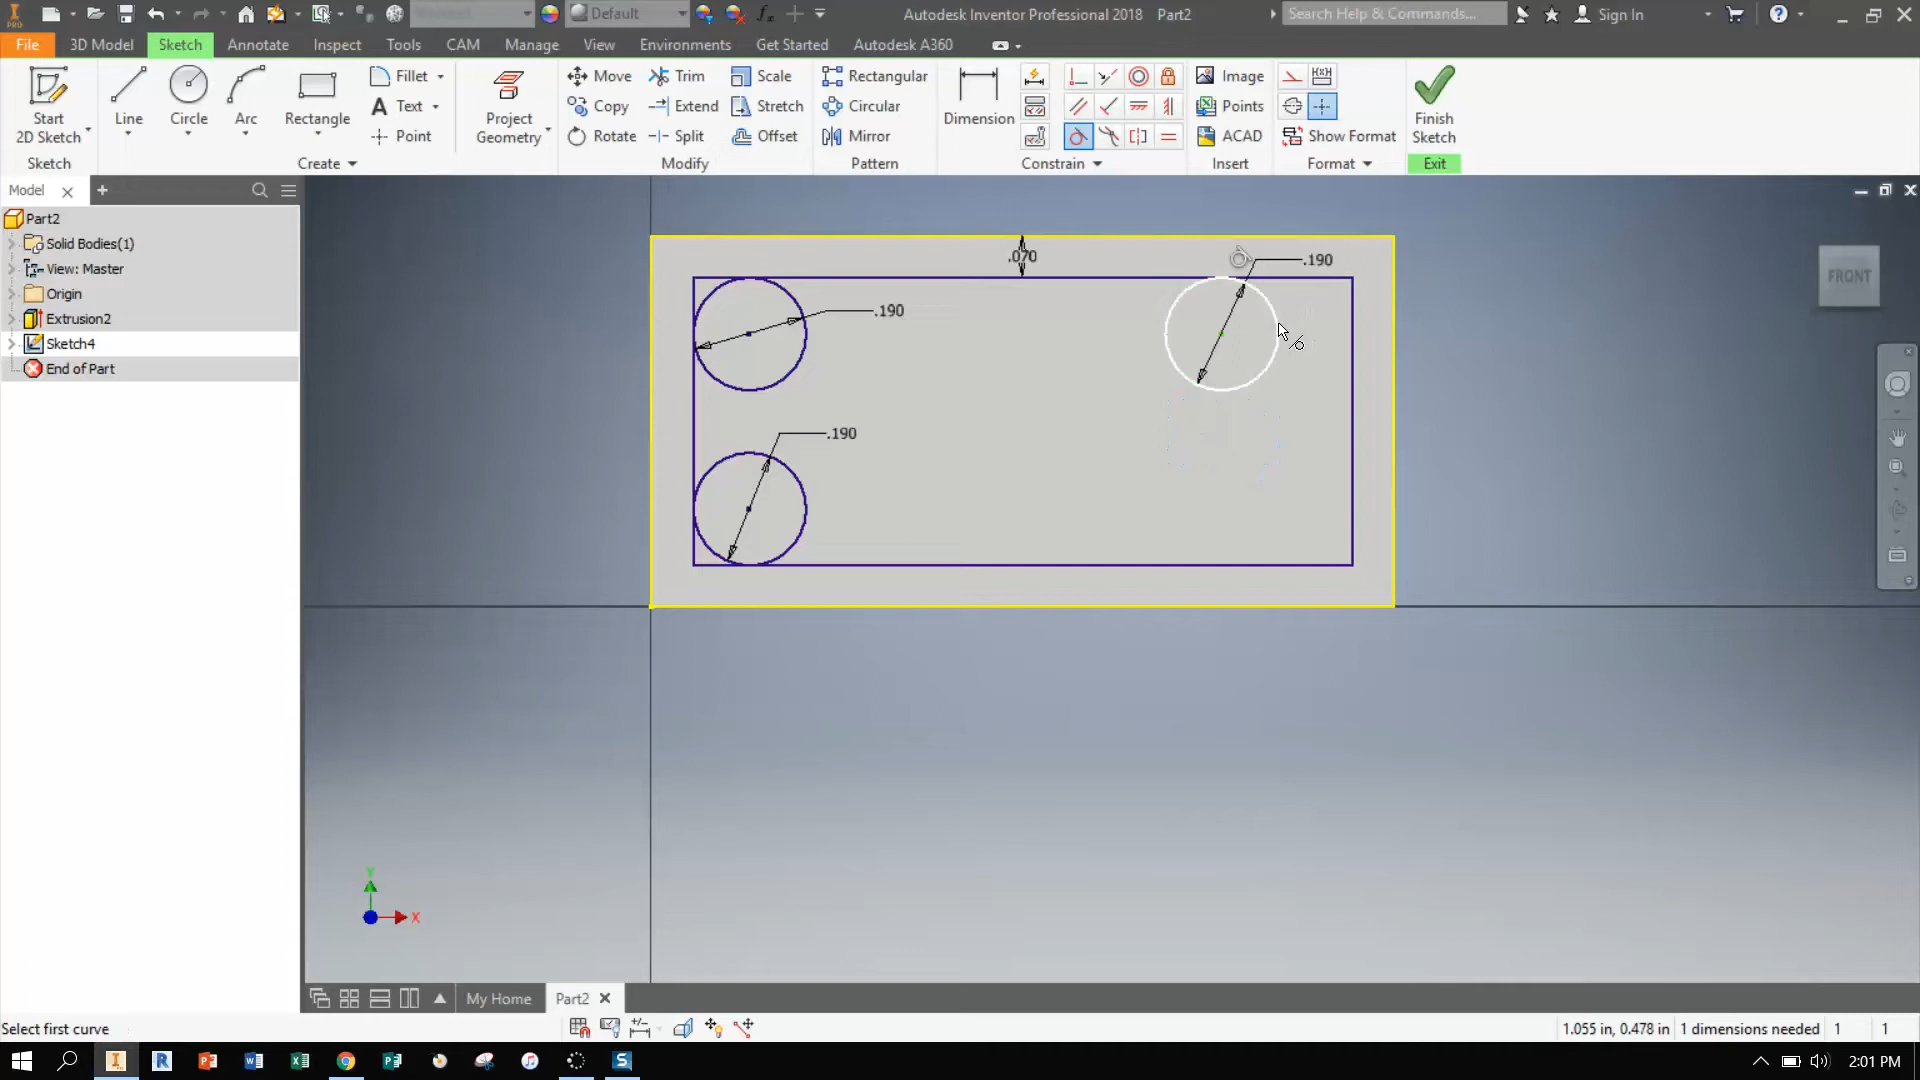 Default
Autodesk Inventor Professional 2018 Part2
Search Help & Commands...
Sign In
PRO
File 3D Model Sketch Annotate Inspect Tools CAM Manage View Environments Get Started Autodesk A360
Start
2D Sketch
Line
Circle
Arc
Rectangle
Fillet
Text
Point
Project
Geometry
Move
Copy
Rotate
Trim
Extend
Split
Scale
Stretch
Offset
Rectangular
Circular
Mirror
Dimension
Image
Points
ACAD
Show Format
Finish
Sketch
Sketch Create Modify Pattern Constrain Insert Format Exit
Model
Part2
Solid Bodies(1)
View: Master
Origin
Extrusion2
Sketch4
End of Part
.070
.190
.190
.190
FRONT
Y
X
My Home Part2
Select first curve
1.055 in, 0.478 in 1 dimensions needed 1 1
2:01 PM